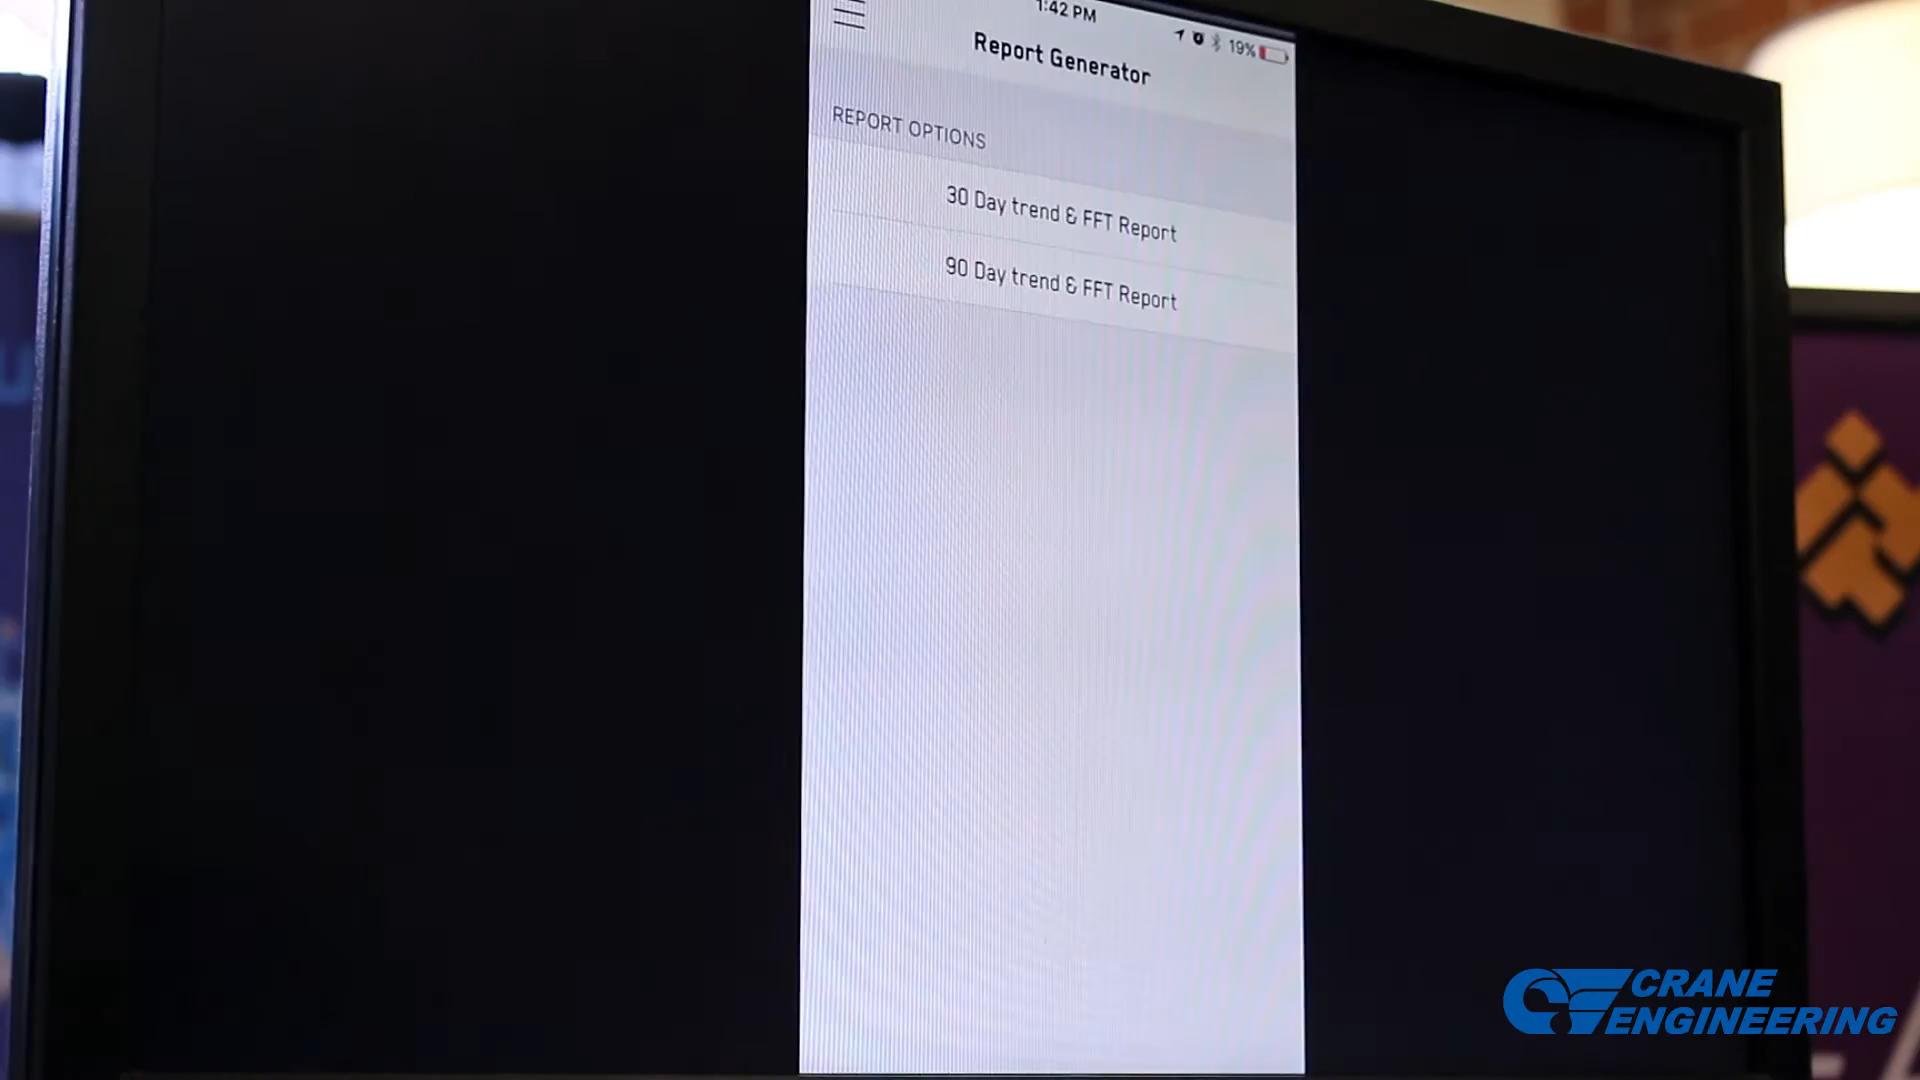 1:42 PM
19%
Report Generator
REPORT OPTIONS
30 Day trend & FFT Report
90 Day trend & FFT Report
CRANE
ENGINEERING